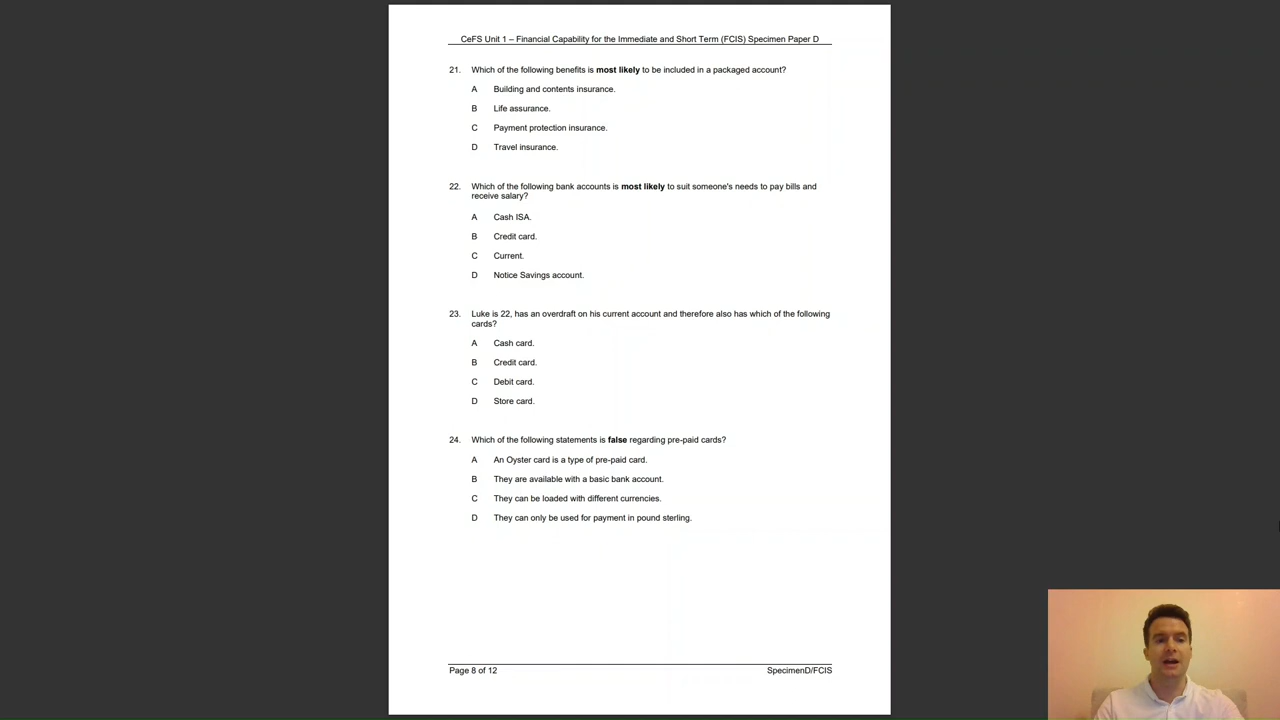 CeFS Unit 1 – Financial Capability for the Immediate and Short Term (FCIS) Specimen Paper D
21. Which of the following benefits is most likely to be included in a packaged account?
A Building and contents insurance.
B Life assurance.
C Payment protection insurance.
D Travel insurance.
22. Which of the following bank accounts is most likely to suit someone's needs to pay bills and
receive salary?
A Cash ISA.
B Credit card.
C Current.
D Notice Savings account.
23. Luke is 22, has an overdraft on his current account and therefore also has which of the following
cards?
A Cash card.
B Credit card.
C Debit card.
D Store card.
24. Which of the following statements is false regarding pre-paid cards?
A An Oyster card is a type of pre-paid card.
B They are available with a basic bank account.
C They can be loaded with different currencies.
D They can only be used for payment in pound sterling.
Page 8 of 12 SpecimenD/FCIS